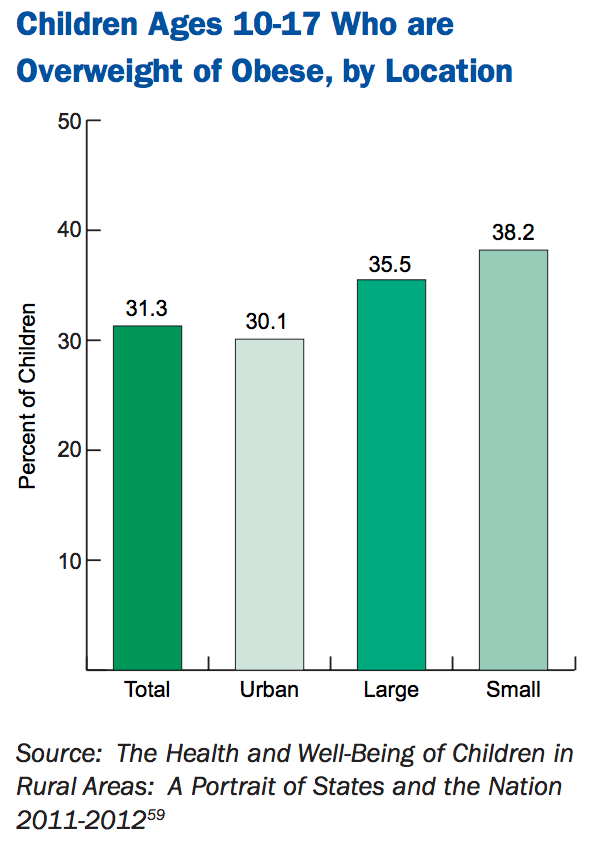 Children Ages 10-17 Who are
Overweight of Obese, by Location
50
40
30
20
10
Percent of Children
31.3
30.1
35.5
38.2
Total
Urban
Large
Small
Source: The Health and Well-Being of Children in
Rural Areas: A Portrait of States and the Nation
2011-2012⁵⁹